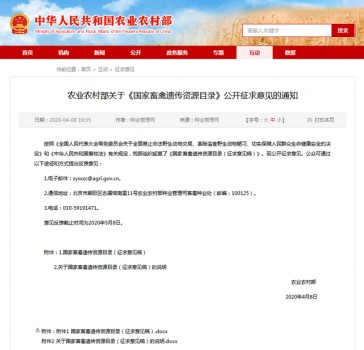 中华人民共和国农业农村部
Ministry of Agriculture and Rural Affairs of the People's Republic of China
首页 机构 新闻 公开 政务服务 专题 互动 数据
当前位置：首页 > 互动 > 征求意见
农业农村部关于《国家畜禽遗传资源目录》公开征求意见的通知
日期：2020-04-08 19:35 作者： 来源：种业管理司 【字号：大 中 小】
按照《全国人民代表大会常务委员会关于全面禁止非法野生动物交易、革除滥食野生动物陋习、切实保障人民群众生命健康安全的决
定》和《中华人民共和国畜牧法》有关规定，我部组织起草了《国家畜禽遗传资源目录（征求意见稿）》，现公开征求意见。公众可通过
以下途径和方式提出反馈意见：
1.电子邮件：zyxxzc@agri.gov.cn。
2.通信地址：北京市朝阳区农展馆南里11号农业农村部种业管理司畜禽种业处（邮编：100125）。
3.电话：010-59191471。
意见反馈截止时间为2020年5月8日。
附件：1.国家畜禽遗传资源目录（征求意见稿）
2.关于国家畜禽遗传资源目录（征求意见稿）的说明
农业农村部
2020年4月8日
附件：附件1 国家畜禽遗传资源目录（征求意见稿）.docx
附件2 关于国家畜禽遗传资源目录（征求意见稿）的说明.docx